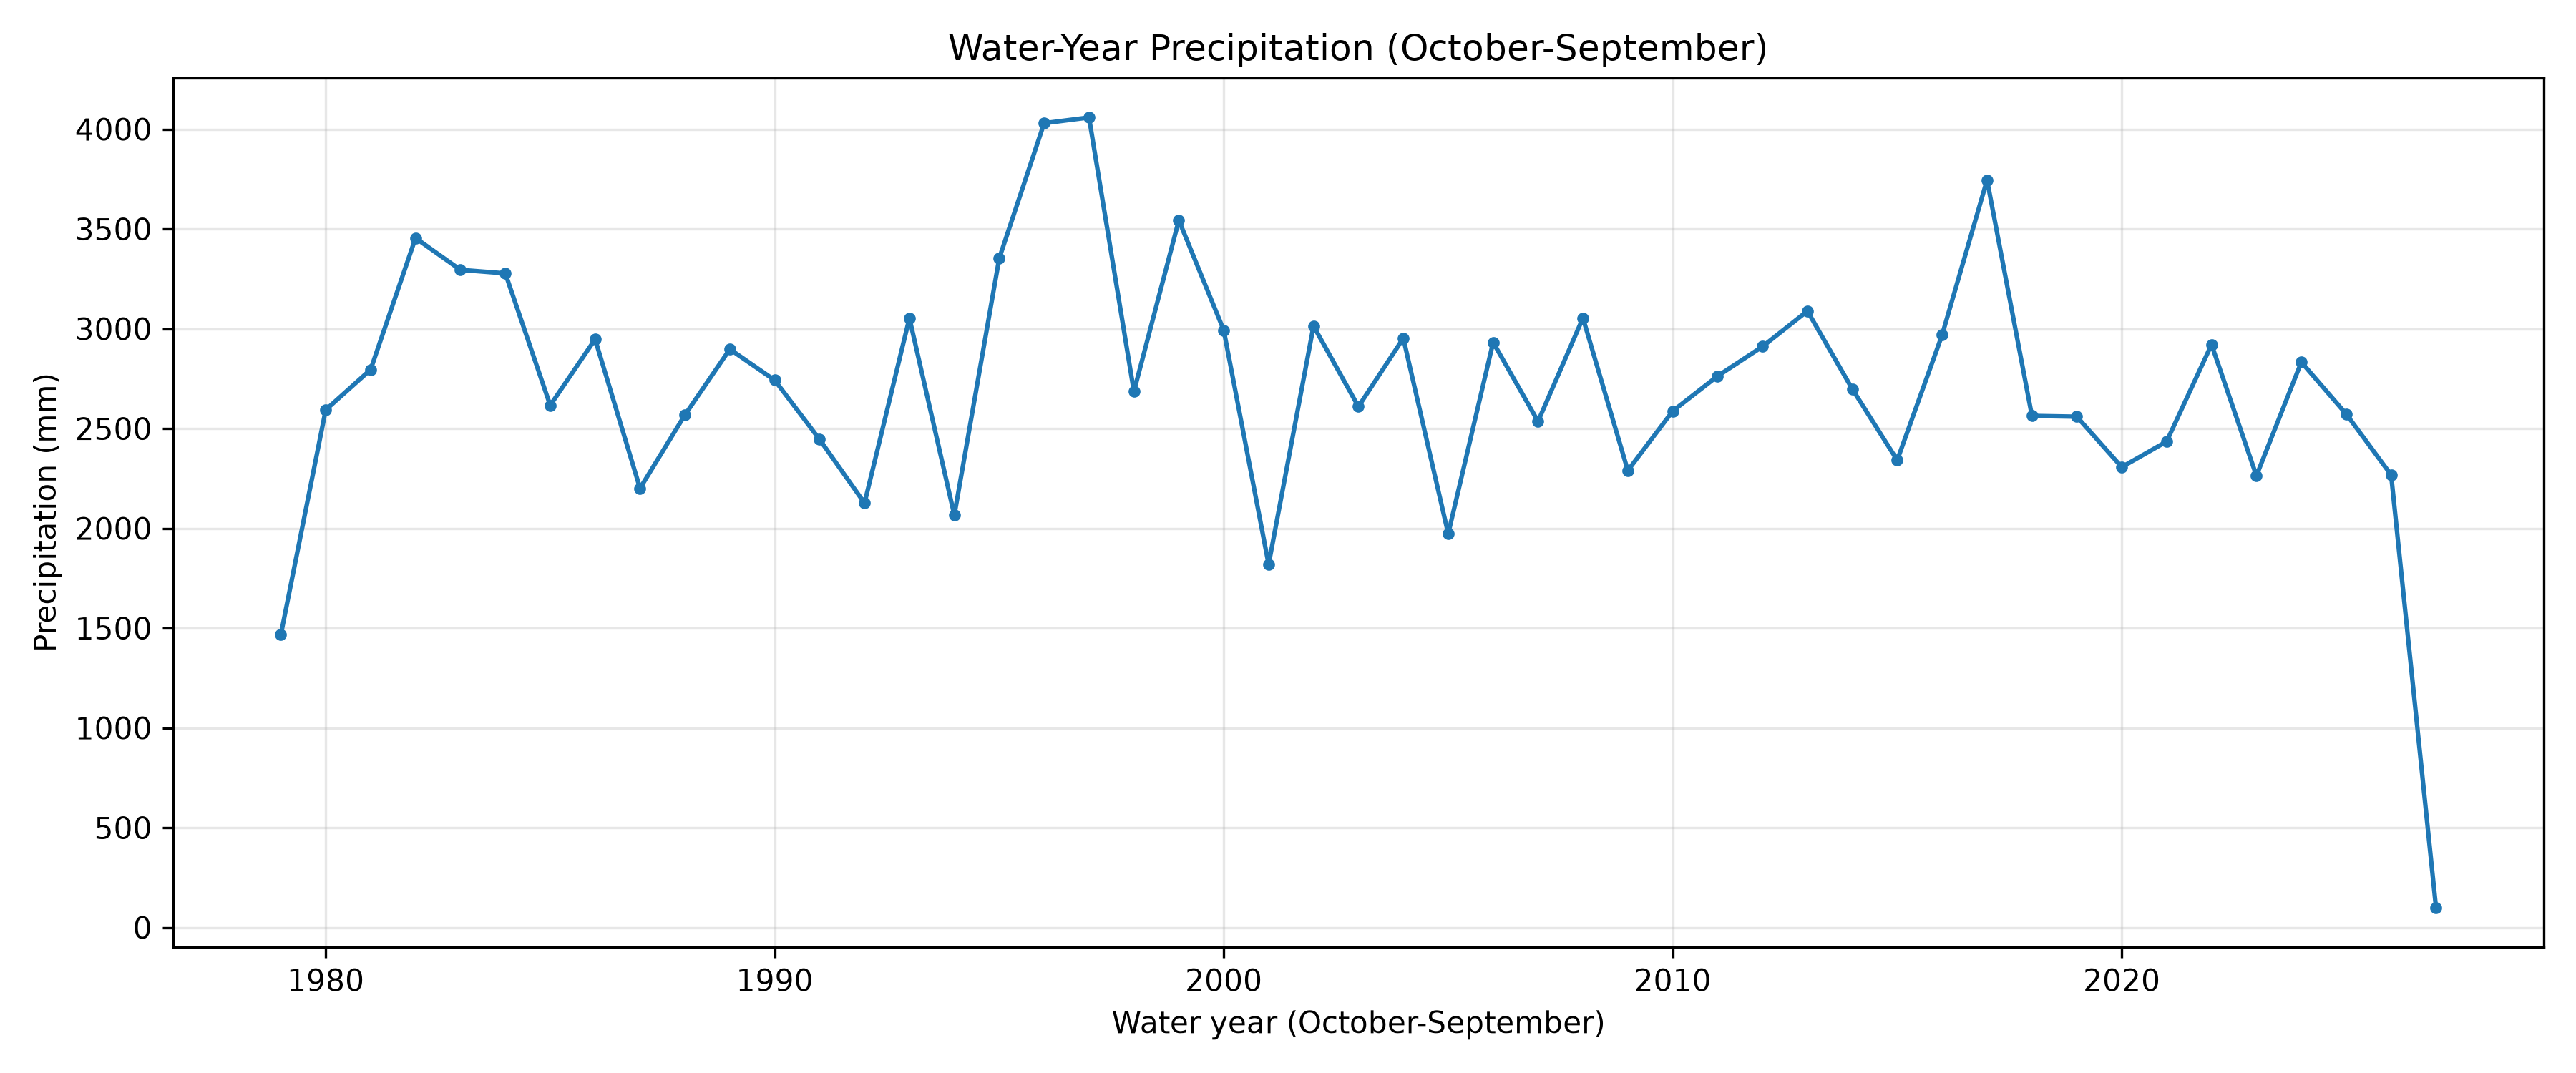 Water-Year Precipitation (October-September)
4000
3500
3000
2500
2000
1500
1000
500
0
Precipitation (mm)
1980 1990 2000 2010 2020
Water year (October-September)